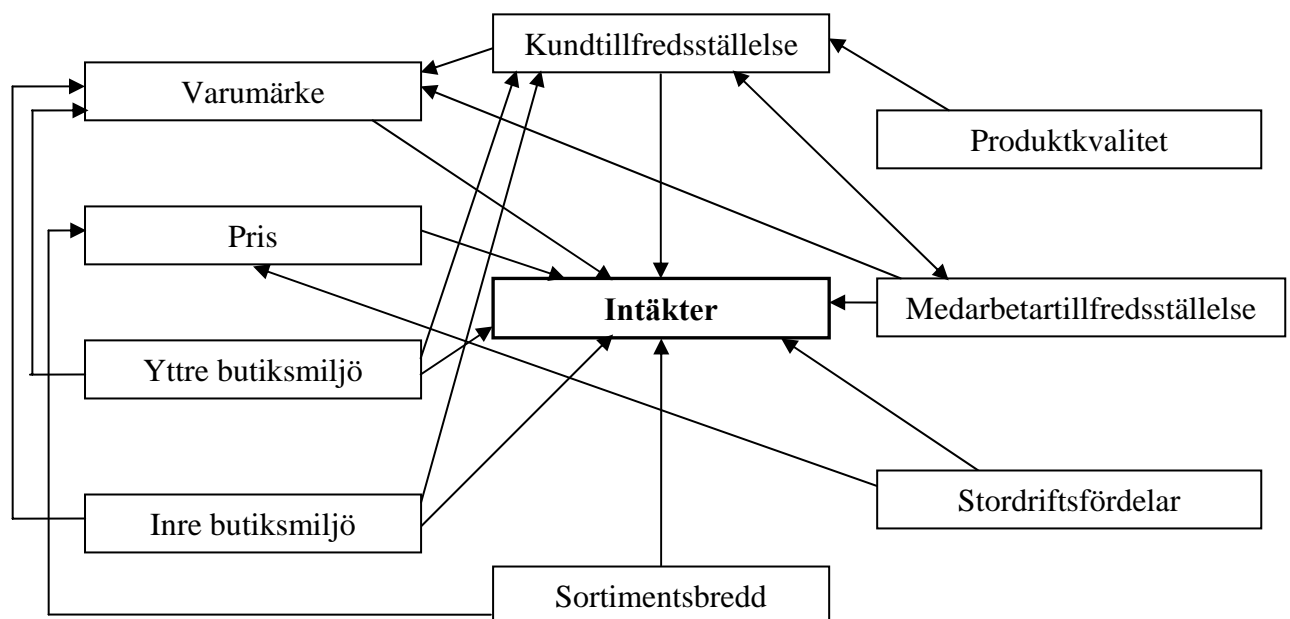 Kundtillfredsställelse
Varumärke
Produktkvalitet
Pris
Intäkter
Medarbetartillfredsställelse
Yttre butiksmiljö
Stordriftsfördelar
Inre butiksmiljö
Sortimentsbredd